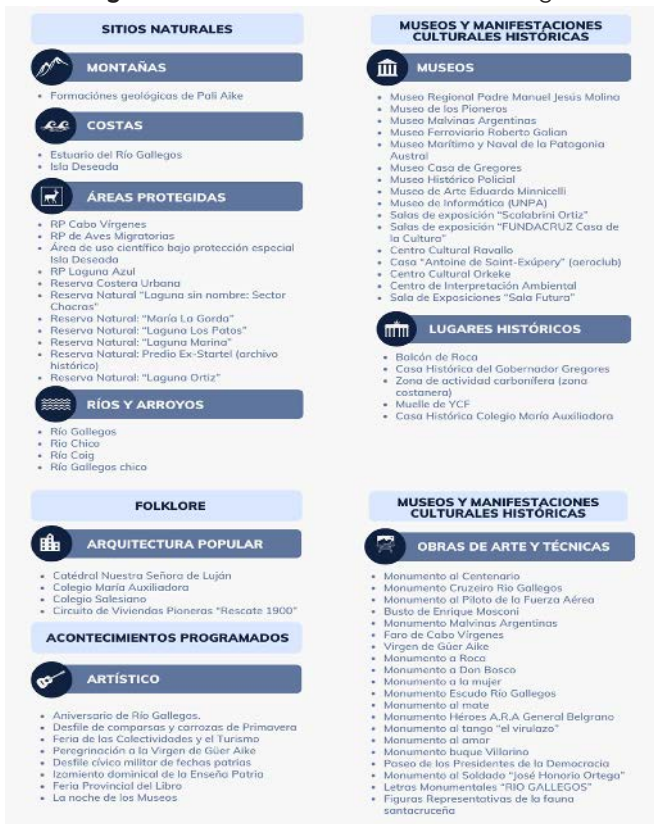 SITIOS NATURALES
MONTAÑAS
• Formaciónes geológicas de Pali Aike
COSTAS
• Estuario del Río Gallegos
• Isla Deseada
ÁREAS PROTEGIDAS
• RP Cabo Vírgenes
• RP de Aves Migratorias
• Área de uso científico bajo protección especial
Isla Deseada
• RP Laguna Azul
• Reserva Costera Urbana
• Reserva Natural "Laguna sin nombre: Sector
Chacras"
• Reserva Natural: "María La Gorda"
• Reserva Natural: "Laguna Los Patos"
• Reserva Natural: "Laguna Marina"
• Reserva Natural: Predio Ex-Startel (archivo
histórico)
• Reserva Natural: "Laguna Ortiz"
RÍOS Y ARROYOS
• Río Gallegos
• Río Chico
• Río Coig
• Río Gallegos chico
MUSEOS Y MANIFESTACIONES
CULTURALES HISTÓRICAS
MUSEOS
• Museo Regional Padre Manuel Jesús Molina
• Museo de los Pioneros
• Museo Malvinas Argentinas
• Museo Ferroviario Roberto Galian
• Museo Marítimo y Naval de la Patagonia
Austral
• Museo Casa de Gregores
• Museo Histórico Policial
• Museo de Arte Eduardo Minnicelli
• Museo de Informática (UNPA)
• Salas de exposición "Scalabrini Ortiz"
• Salas de exposición "FUNDACRUZ Casa de
la Cultura"
• Centro Cultural Ravallo
• Casa "Antoine de Saint-Exúpery" (aeroclub)
• Centro Cultural Orkeke
• Centro de Interpretación Ambiental
• Sala de Exposiciones "Sala Futura"
LUGARES HISTÓRICOS
• Balcón de Roca
• Casa Histórica del Gobernador Gregores
• Zona de actividad carbonífera (zona
costanera)
• Muelle de YCF
• Casa Histórica Colegio María Auxiliadora
FOLKLORE
ARQUITECTURA POPULAR
• Catédral Nuestra Señora de Luján
• Colegio María Auxiliadora
• Colegio Salesiano
• Circuito de Viviendas Pioneras "Rescate 1900"
ACONTECIMIENTOS PROGRAMADOS
ARTÍSTICO
• Aniversario de Río Gallegos.
• Desfile de comparsas y carrozas de Primavera
• Feria de las Colectividades y el Turismo
• Peregrinación a la Virgen de Güer Aike
• Desfile cívico militar de fechas patrias
• Izamiento dominical de la Enseña Patria
• Feria Provincial del Libro
• La noche de los Museos
MUSEOS Y MANIFESTACIONES
CULTURALES HISTÓRICAS
OBRAS DE ARTE Y TÉCNICAS
• Monumento al Centenario
• Monumento Cruzeiro Rio Gallegos
• Monumento al Piloto de la Fuerza Aérea
• Busto de Enrique Mosconi
• Monumento Malvinas Argentinas
• Faro de Cabo Vírgenes
• Virgen de Güer Aike
• Monumento a Roca
• Monumento a Don Bosco
• Monumento a la mujer
• Monumento Escudo Río Gallegos
• Monumento al mate
• Monumento Héroes A.R.A General Belgrano
• Monumento al tango "el virulazo"
• Monumento al amor
• Monumento buque Villarino
• Paseo de los Presidentes de la Democracia
• Monumento al Soldado "José Honorio Ortega"
• Letras Monumentales "RIO GALLEGOS"
• Figuras Representativas de la fauna
santacruceña